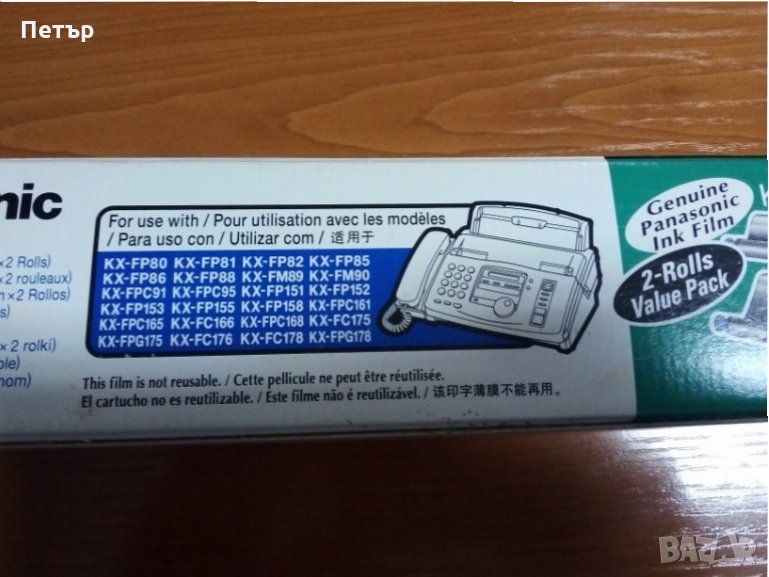 Петър
nic
× 2 Rolls)
× 2 rouleaux)
× 2 Rollos)
× 2 rolki)
For use with / Pour utilisation avec les modèles
/ Para uso con / Utilizar com / 适用于
KX-FP80 KX-FP81 KX-FP82 KX-FP85
KX-FP86 KX-FP88 KX-FM89 KX-FM90
KX-FPC91 KX-FPC95 KX-FP151 KX-FP152
KX-FP153 KX-FP155 KX-FP158 KX-FPC161
KX-FPC165 KX-FC166 KX-FPC168 KX-FC175
KX-FPG175 KX-FC176 KX-FC178 KX-FPG178
This film is not reusable. / Cette pellicule ne peut être réutilisée.
El cartucho no es reutilizable. / Este filme não é reutilizável. / 该印字薄膜不能再用。
Genuine
Panasonic
Ink Film
2-Rolls
Value Pack
BAZAR